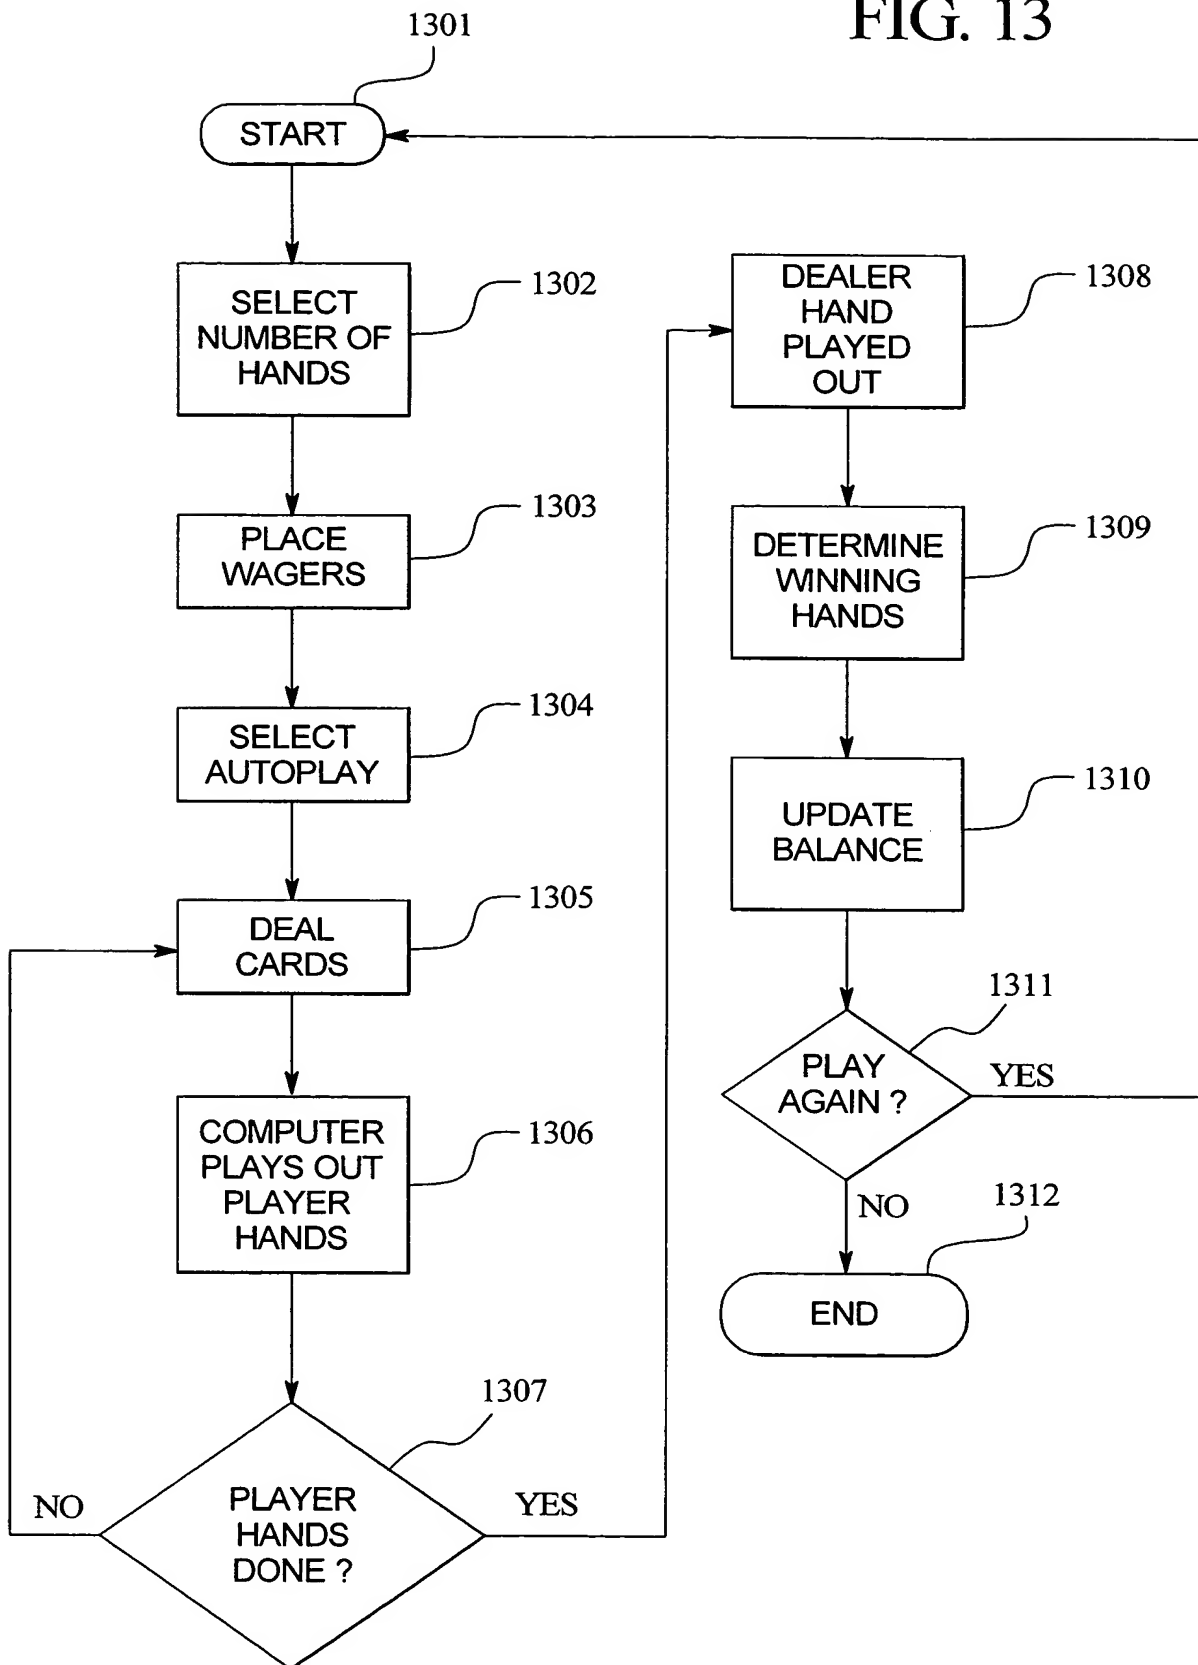 FIG. 13
1301
START
1302
SELECT
NUMBER OF
HANDS
1303
PLACE
WAGERS
1304
SELECT
AUTOPLAY
1305
DEAL
CARDS
1306
COMPUTER
PLAYS OUT
PLAYER
HANDS
1307
PLAYER
HANDS
DONE ?
NO
YES
1308
DEALER
HAND
PLAYED
OUT
1309
DETERMINE
WINNING
HANDS
1310
UPDATE
BALANCE
1311
PLAY
AGAIN ?
YES
NO
1312
END